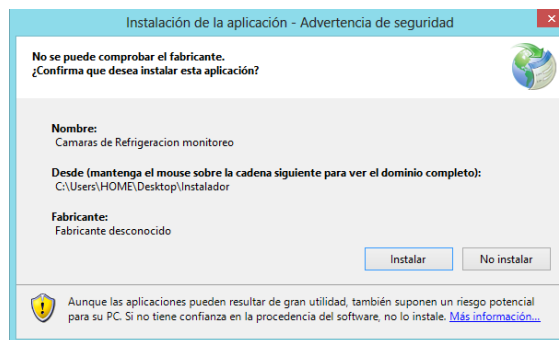 Instalación de la aplicación - Advertencia de seguridad
No se puede comprobar el fabricante.
¿Confirma que desea instalar esta aplicación?
Nombre:
Camaras de Refrigeracion monitoreo
Desde (mantenga el mouse sobre la cadena siguiente para ver el dominio completo):
C:\Users\HOME\Desktop\Instalador
Fabricante:
Fabricante desconocido
Instalar No instalar
Aunque las aplicaciones pueden resultar de gran utilidad, también suponen un riesgo potencial
para su PC. Si no tiene confianza en la procedencia del software, no lo instale. Más información...